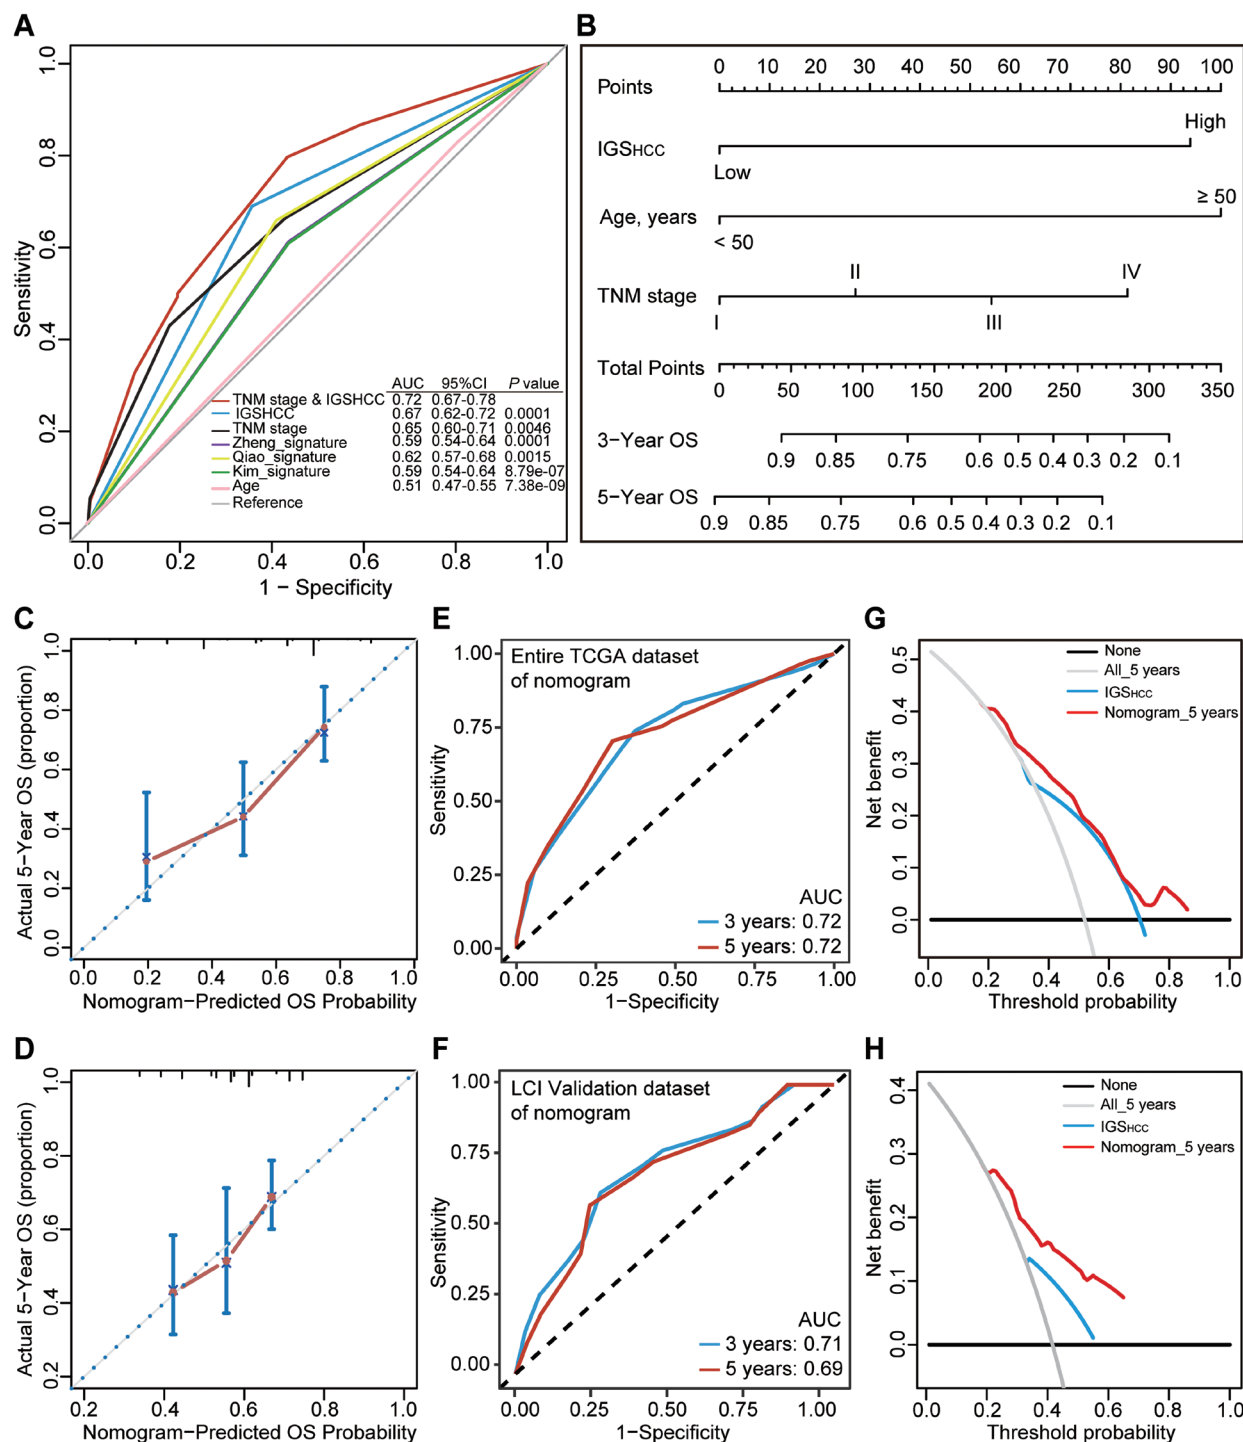 A
1.0
0.8
0.6
0.4
0.2
0.0
Sensitivity
AUC 95%CI P value
TNM stage & IGSHCC 0.72 0.67-0.78
IGSHCC 0.67 0.62-0.72 0.0001
TNM stage 0.65 0.60-0.71 0.0046
Zheng_signature 0.59 0.54-0.64 0.0001
Qiao_signature 0.62 0.57-0.68 0.0015
Kim_signature 0.59 0.54-0.64 8.79e-07
Age 0.51 0.47-0.55 7.38e-09
Reference
0.0 0.2 0.4 0.6 0.8 1.0
1 − Specificity
B
0 10 20 30 40 50 60 70 80 90 100
Points
High
IGSHCC
Low
≥ 50
Age, years
< 50
II IV
TNM stage
I III
Total Points
0 50 100 150 200 250 300 350
3−Year OS
0.9 0.85 0.75 0.6 0.5 0.4 0.3 0.2 0.1
5−Year OS
0.9 0.85 0.75 0.6 0.5 0.4 0.3 0.2 0.1
C
1.0
0.8
0.6
0.4
0.2
0.0
Actual 5−Year OS (proportion)
0.0 0.2 0.4 0.6 0.8 1.0
Nomogram−Predicted OS Probability
E
Entire TCGA dataset
of nomogram
1.00
0.75
0.50
0.25
0.00
Sensitivity
AUC
3 years: 0.72
5 years: 0.72
0.00 0.25 0.50 0.75 1.00
1−Specificity
G
None
All_5 years
IGSHCC
Nomogram_5 years
0.5
0.4
0.3
0.2
0.1
0.0
Net benefit
0.0 0.2 0.4 0.6 0.8 1.0
Threshold probability
D
1.0
0.8
0.6
0.4
0.2
Actual 5−Year OS (proportion)
0.2 0.4 0.6 0.8 1.0
Nomogram−Predicted OS Probability
F
LCI Validation dataset
of nomogram
1.00
0.75
0.50
0.25
0.00
Sensitivity
AUC
3 years: 0.71
5 years: 0.69
0.00 0.25 0.50 0.75 1.00
1−Specificity
H
None
All_5 years
IGSHCC
Nomogram_5 years
0.4
0.3
0.2
0.1
0.0
Net benefit
0.0 0.2 0.4 0.6 0.8 1.0
Threshold probability